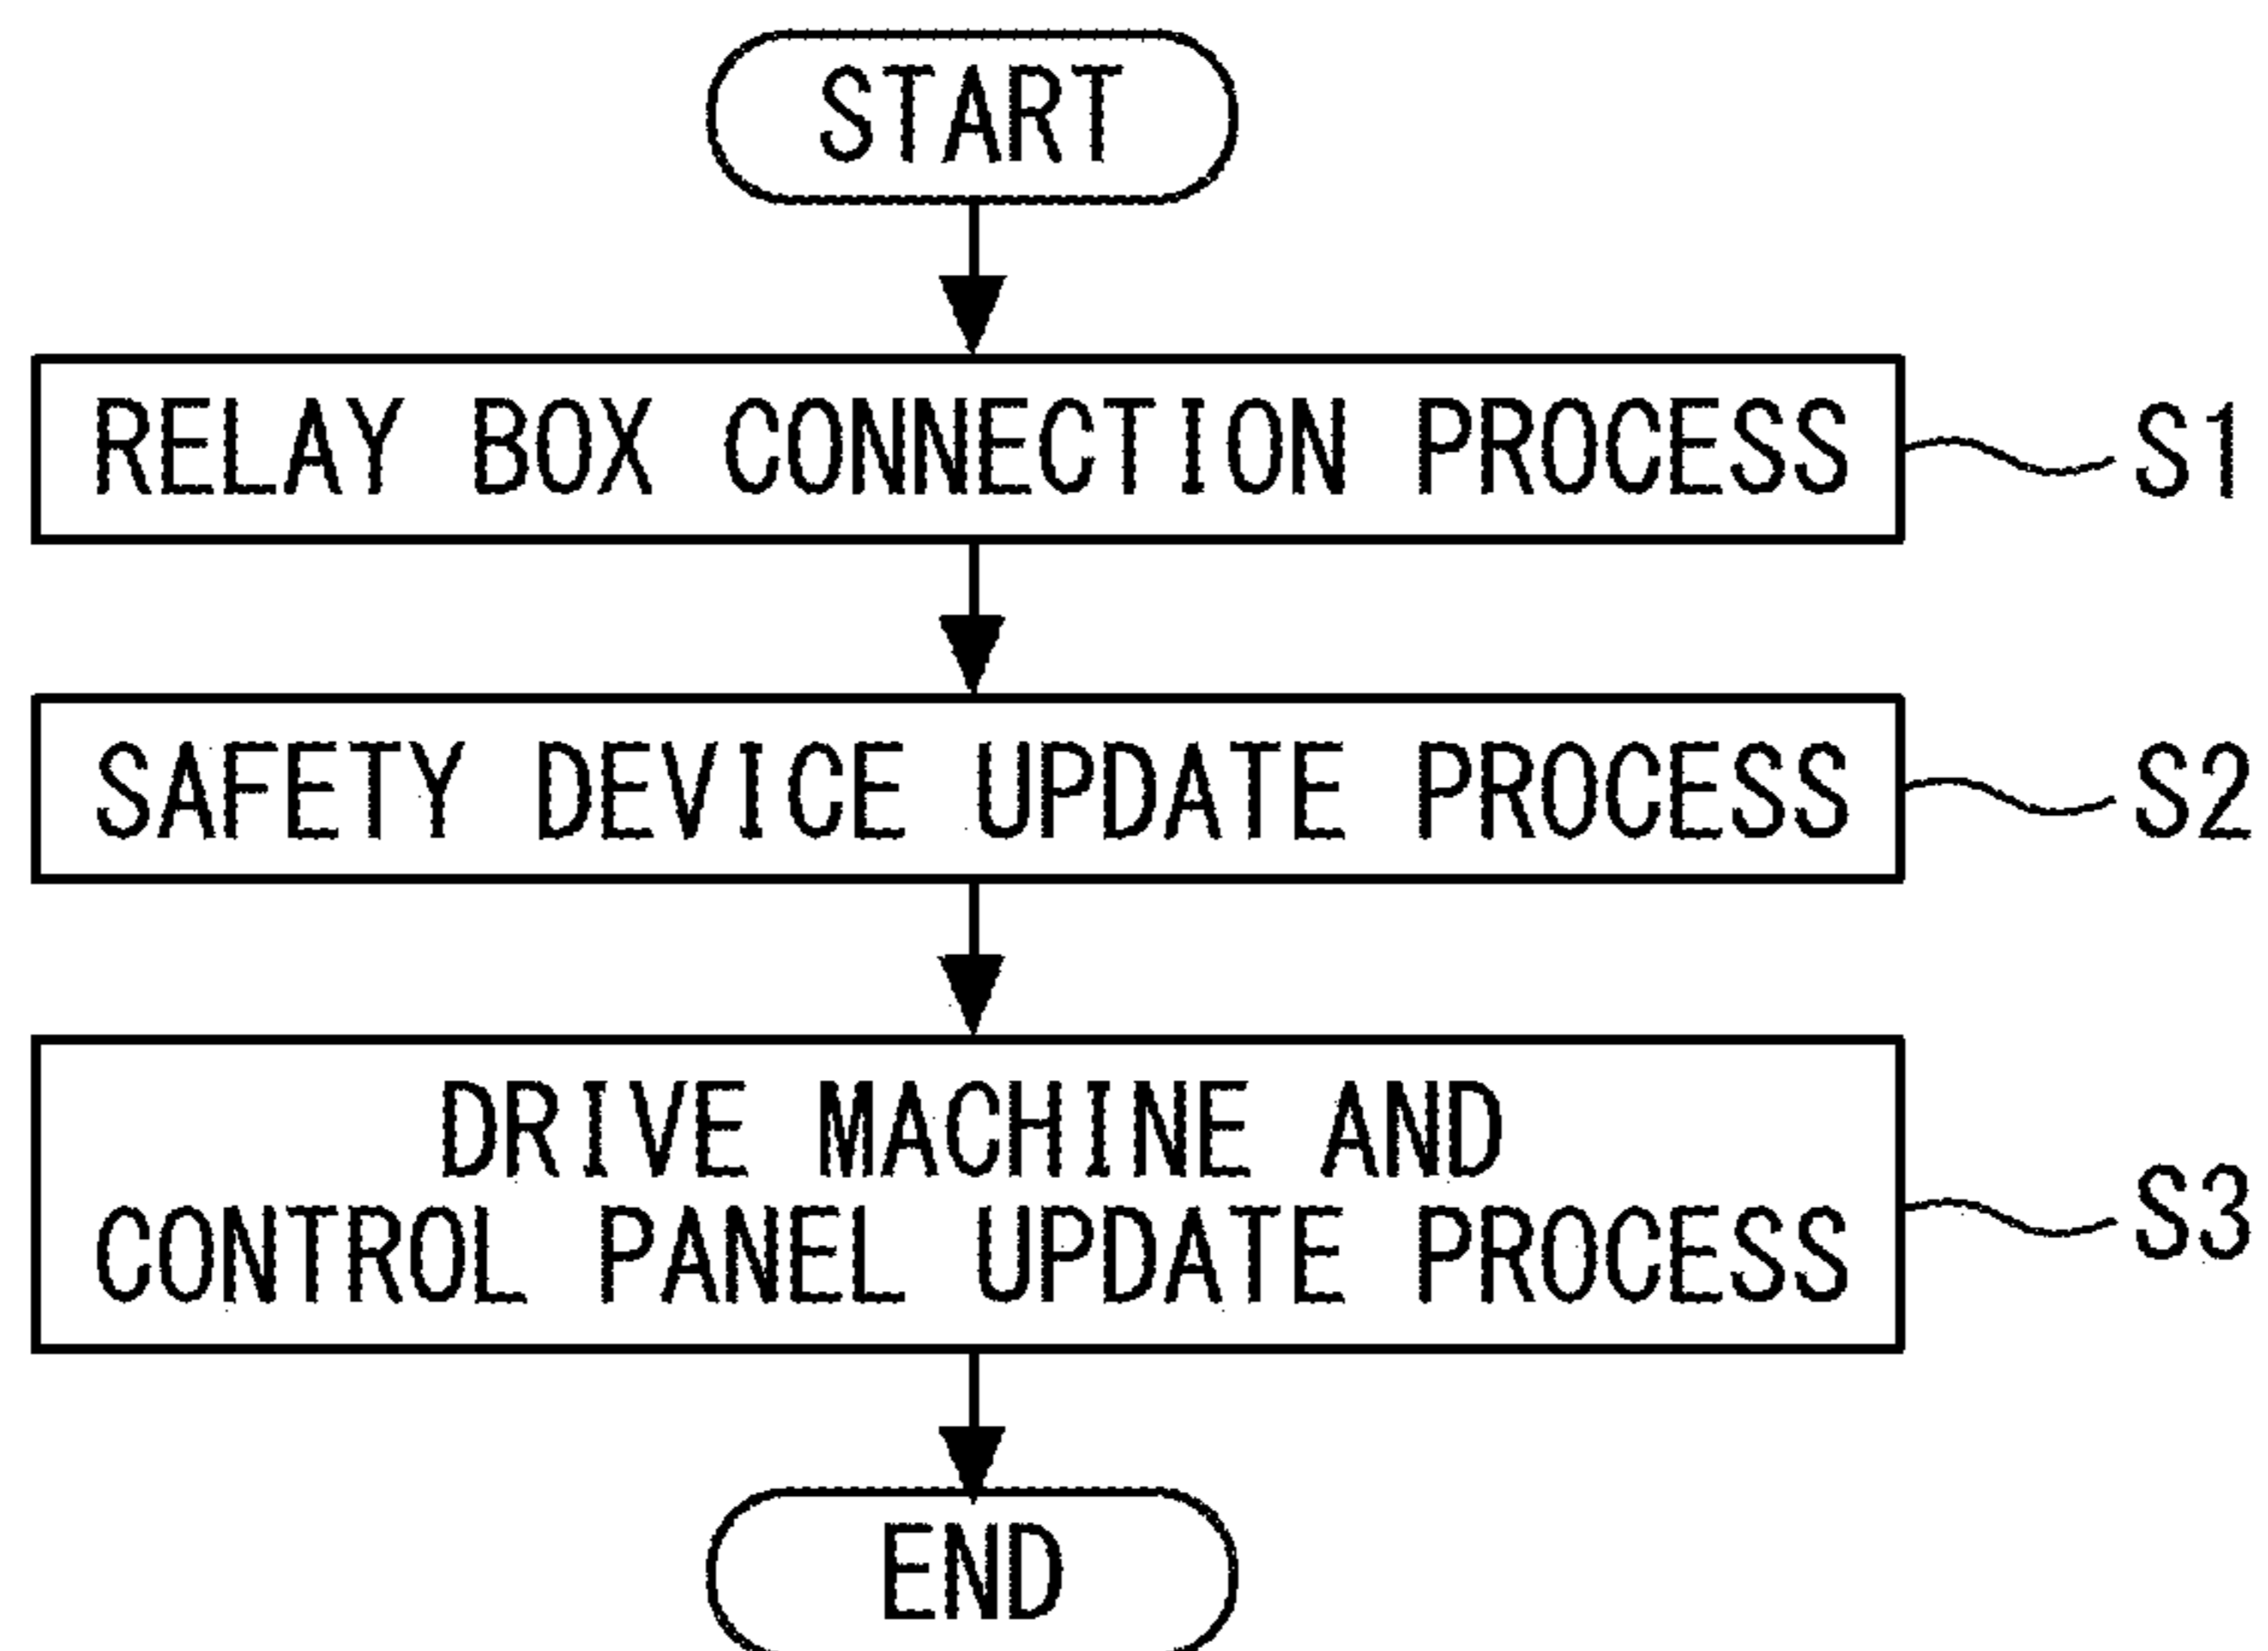 START
RELAY BOX CONNECTION PROCESS S1
SAFETY DEVICE UPDATE PROCESS S2
DRIVE MACHINE AND
CONTROL PANEL UPDATE PROCESS S3
END